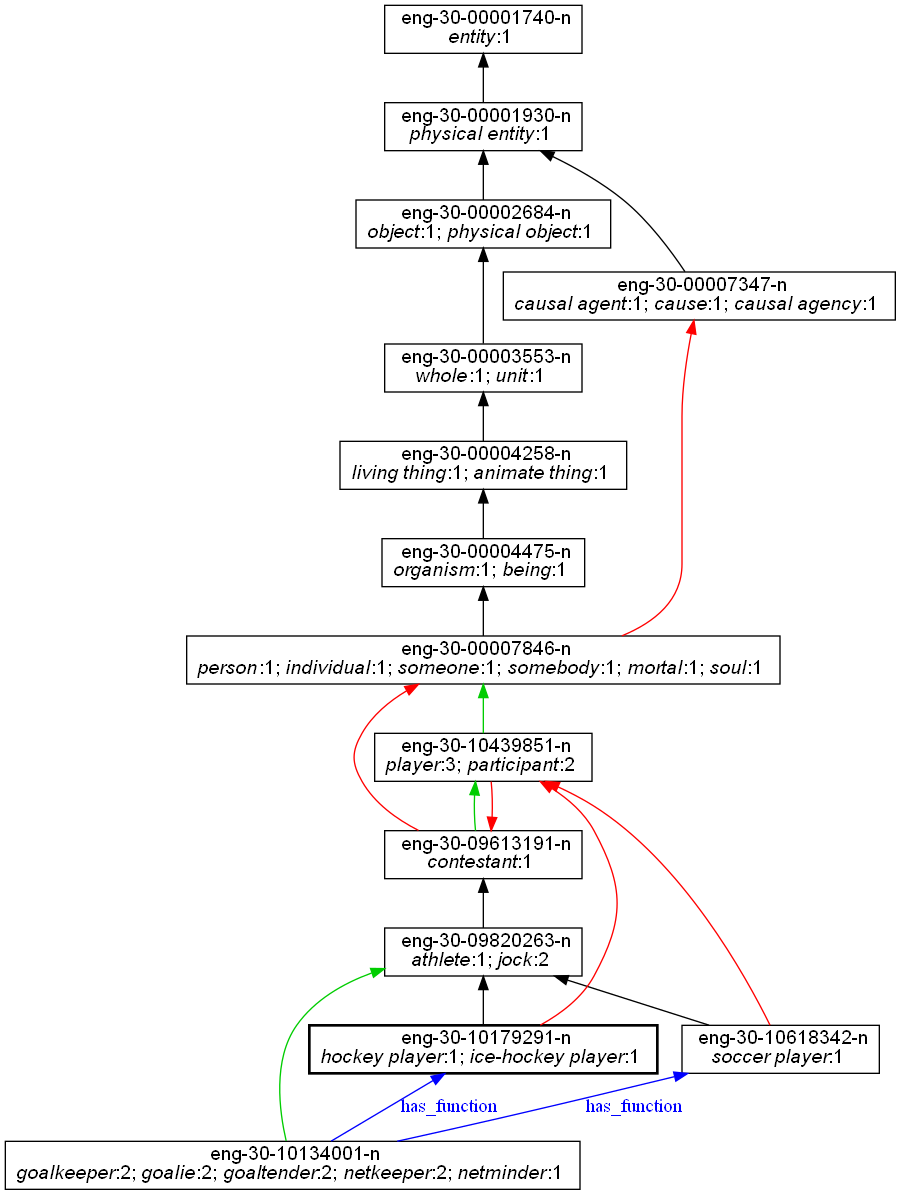 eng-30-00001740-n
entity:1
eng-30-00001930-n
physical entity:1
eng-30-00002684-n
object:1; physical object:1
eng-30-00007347-n
causal agent:1; cause:1; causal agency:1
eng-30-00003553-n
whole:1; unit:1
eng-30-00004258-n
living thing:1; animate thing:1
eng-30-00004475-n
organism:1; being:1
eng-30-00007846-n
person:1; individual:1; someone:1; somebody:1; mortal:1; soul:1
eng-30-10439851-n
player:3; participant:2
eng-30-09613191-n
contestant:1
eng-30-09820263-n
athlete:1; jock:2
eng-30-10179291-n
hockey player:1; ice-hockey player:1
eng-30-10618342-n
soccer player:1
has_function
has_function
eng-30-10134001-n
goalkeeper:2; goalie:2; goaltender:2; netkeeper:2; netminder:1